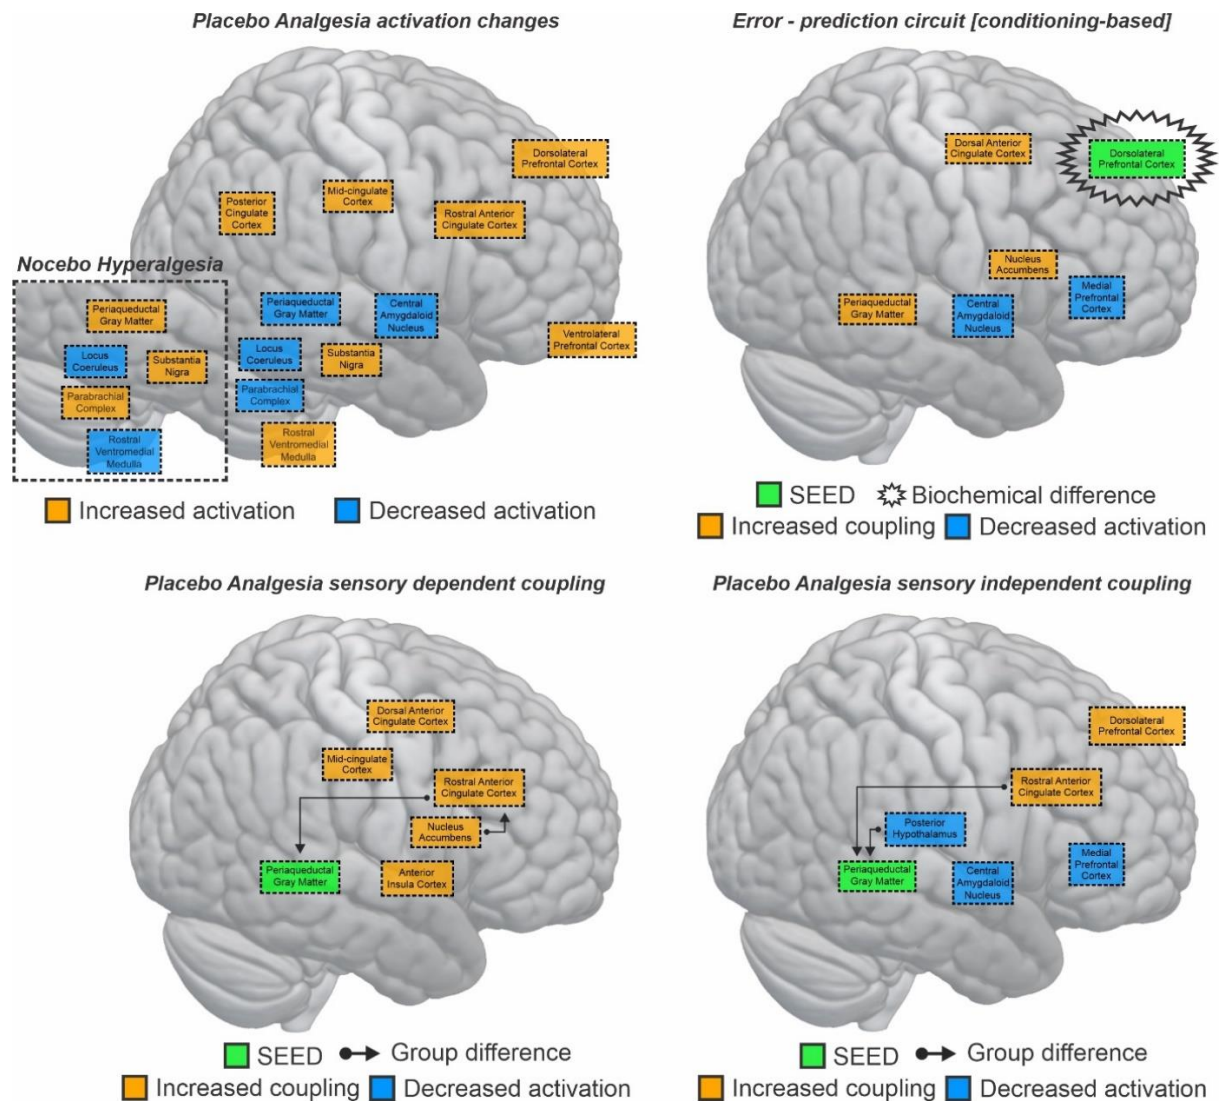 Placebo Analgesia activation changes
Dorsolateral
Prefrontal Cortex
Mid-cingulate
Cortex
Posterior
Cingulate
Cortex
Rostral Anterior
Cingulate Cortex
Nocebo Hyperalgesia
Periaqueductal
Gray Matter
Locus
Coeruleus
Substantia
Nigra
Parabrachial
Complex
Rostral
Ventromedial
Medulla
Periaqueductal
Gray Matter
Central
Amygdaloid
Nucleus
Ventrolateral
Prefrontal Cortex
Locus
Coeruleus
Substantia
Nigra
Parabrachial
Complex
Rostral
Ventromedial
Medulla
Increased activation
Decreased activation
Error - prediction circuit [conditioning-based]
Dorsal Anterior
Cingulate Cortex
Dorsolateral
Prefrontal Cortex
Nucleus
Accumbens
Medial
Prefrontal
Cortex
Periaqueductal
Gray Matter
Central
Amygdaloid
Nucleus
SEED
Biochemical difference
Increased coupling
Decreased activation
Placebo Analgesia sensory dependent coupling
Dorsal Anterior
Cingulate Cortex
Mid-cingulate
Cortex
Rostral Anterior
Cingulate Cortex
Nucleus
Accumbens
Periaqueductal
Gray Matter
Anterior
Insula Cortex
SEED
Group difference
Increased coupling
Decreased activation
Placebo Analgesia sensory independent coupling
Dorsolateral
Prefrontal Cortex
Rostral Anterior
Cingulate Cortex
Posterior
Hypothalamus
Medial
Prefrontal
Cortex
Periaqueductal
Gray Matter
Central
Amygdaloid
Nucleus
SEED
Group difference
Increased coupling
Decreased activation